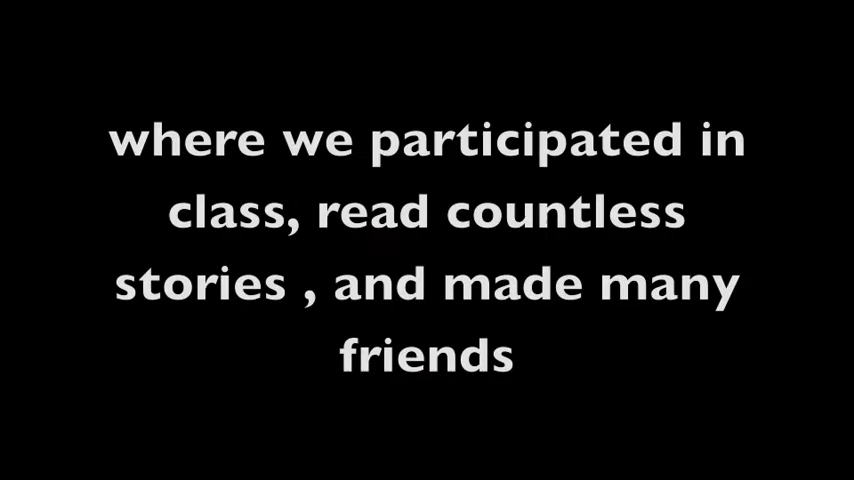 where we participated in
class, read countless
stories , and made many
friends